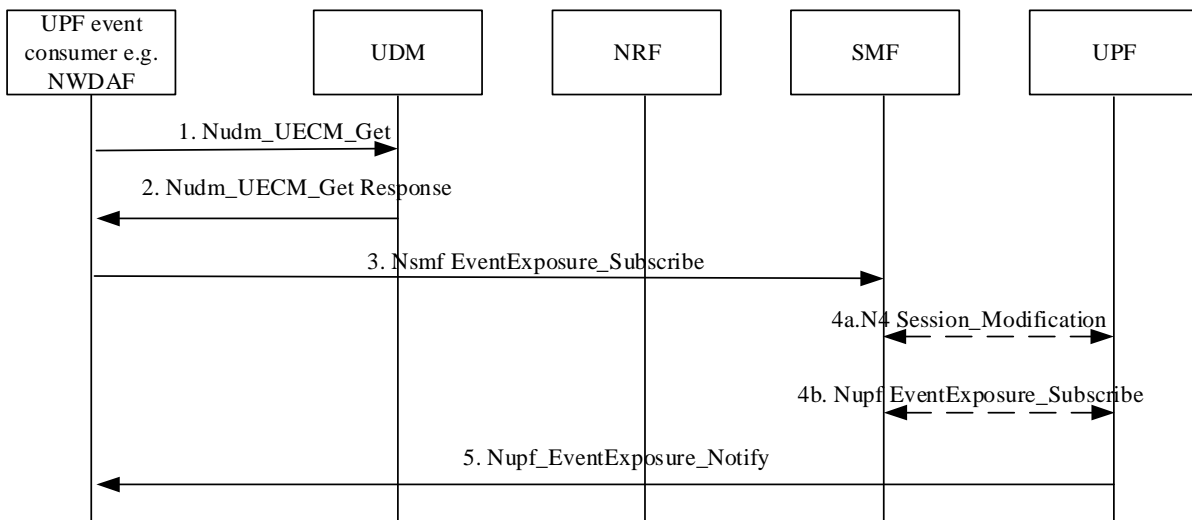 UPF event
consumer e.g.
NWDAF
UDM
NRF
SMF
UPF
1. Nudm_UECM_Get
2. Nudm_UECM_Get Response
3. Nsmf EventExposure_Subscribe
4a.N4 Session_Modification
4b. Nupf EventExposure_Subscribe
5. Nupf_EventExposure_Notify